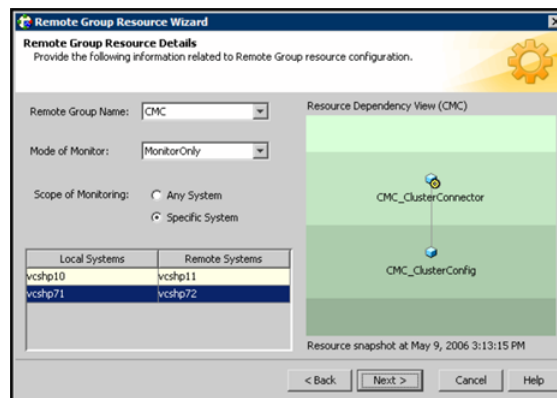 Remote Group Resource Wizard
Remote Group Resource Details
Provide the following information related to Remote Group resource configuration.
Remote Group Name: CMC
Mode of Monitor: MonitorOnly
Scope of Monitoring: Any System
Specific System
Local Systems Remote Systems
vcshp10 vcshp11
vcshp71 vcshp72
Resource Dependency View (CMC)
CMC_ClusterConnector
CMC_ClusterConfig
Resource snapshot at May 9, 2006 3:13:15 PM
< Back Next > Cancel Help